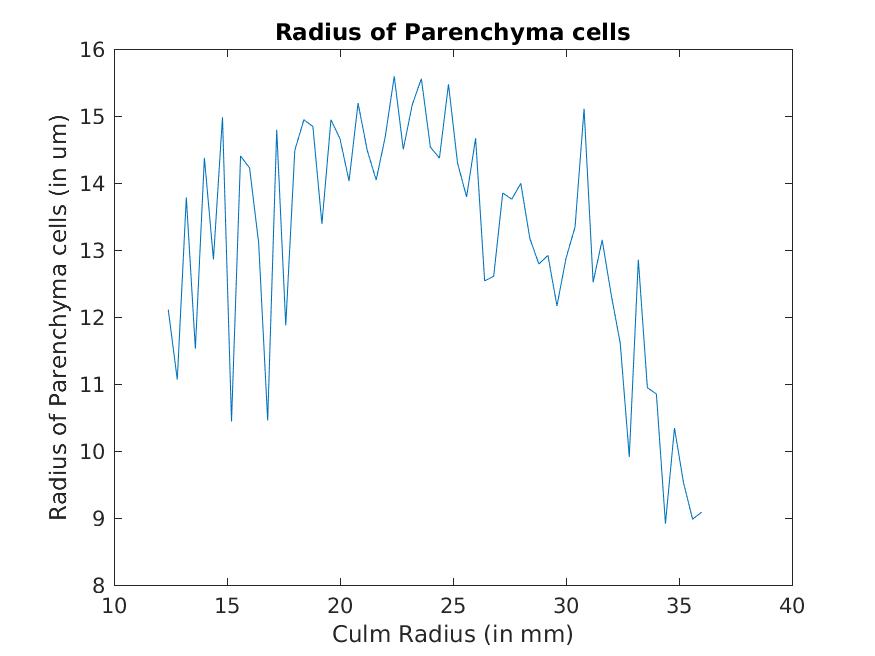 Radius of Parenchyma cells
Radius of Parenchyma cells (in um)
16
15
14
13
12
11
10
9
8
10 15 20 25 30 35 40
Culm Radius (in mm)